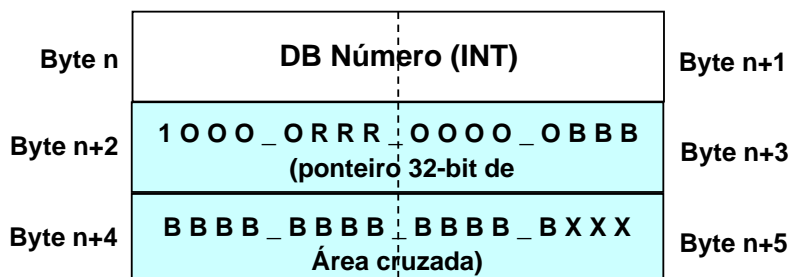 Byte n DB Número (INT) Byte n+1
Byte n+2 1 O O O _ O R R R _ O O O O _ O B B B Byte n+3
(ponteiro 32-bit de
Byte n+4 B B B B _ B B B B _ B B B B _ B X X X Byte n+5
Área cruzada)